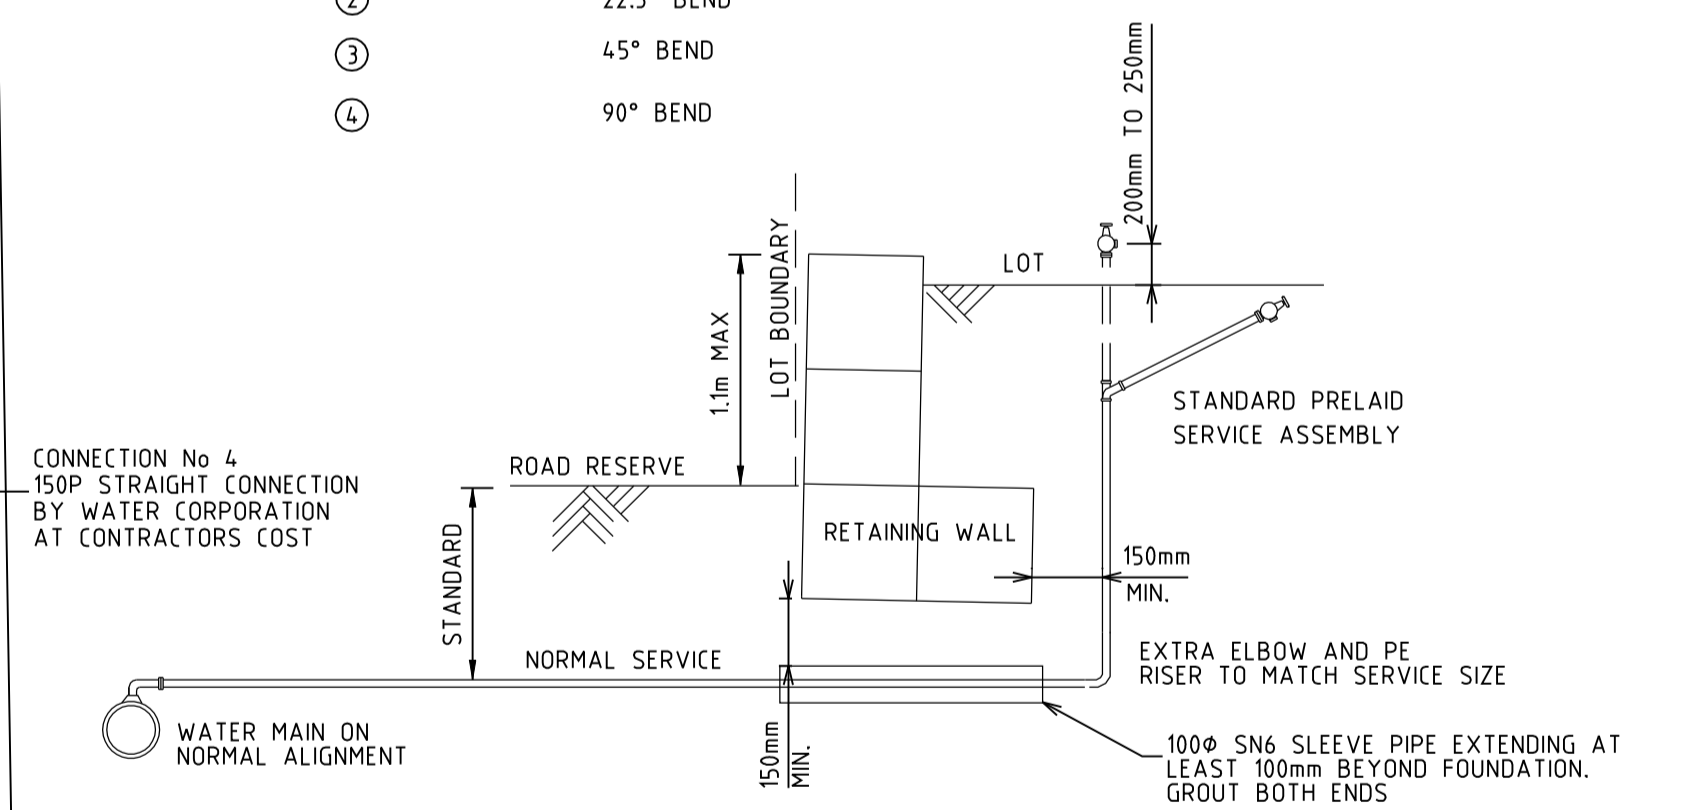 22.5° BEND
3 45° BEND
4 90° BEND
200mm TO 250mm
LOT BOUNDARY
1.1m MAX
LOT
STANDARD PRELAID
SERVICE ASSEMBLY
CONNECTION No 4
150P STRAIGHT CONNECTION
BY WATER CORPORATION
AT CONTRACTORS COST
ROAD RESERVE
STANDARD
RETAINING WALL
150mm
MIN.
NORMAL SERVICE
EXTRA ELBOW AND PE
RISER TO MATCH SERVICE SIZE
WATER MAIN ON
NORMAL ALIGNMENT
150mm
MIN.
100Φ SN6 SLEEVE PIPE EXTENDING AT
LEAST 100mm BEYOND FOUNDATION.
GROUT BOTH ENDS